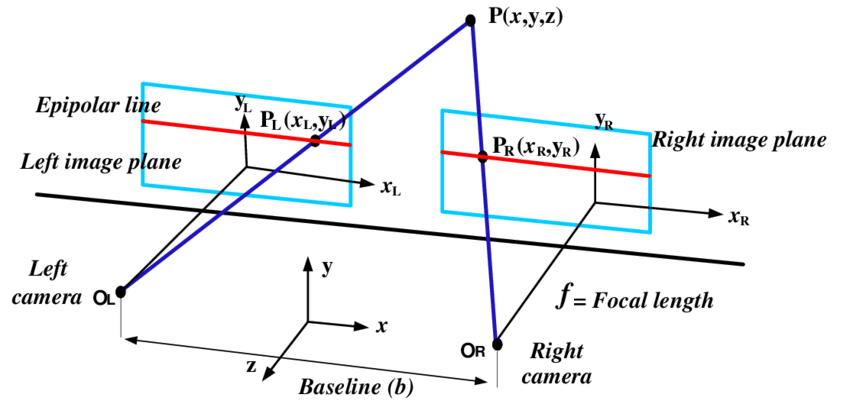 P(x,y,z)
Epipolar line
yL
PL(xL,yL)
yR
PR(xR,yR)
Right image plane
Left image plane
xL
xR
Left
camera OL
y
f = Focal length
x
z
OR
Right
camera
Baseline (b)